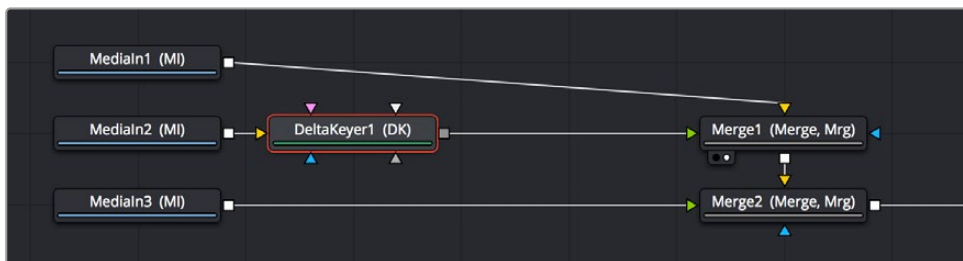 MediaIn1 (MI)
MediaIn2 (MI)
DeltaKeyer1 (DK)
Merge1 (Merge, Mrg)
MediaIn3 (MI)
Merge2 (Merge, Mrg)